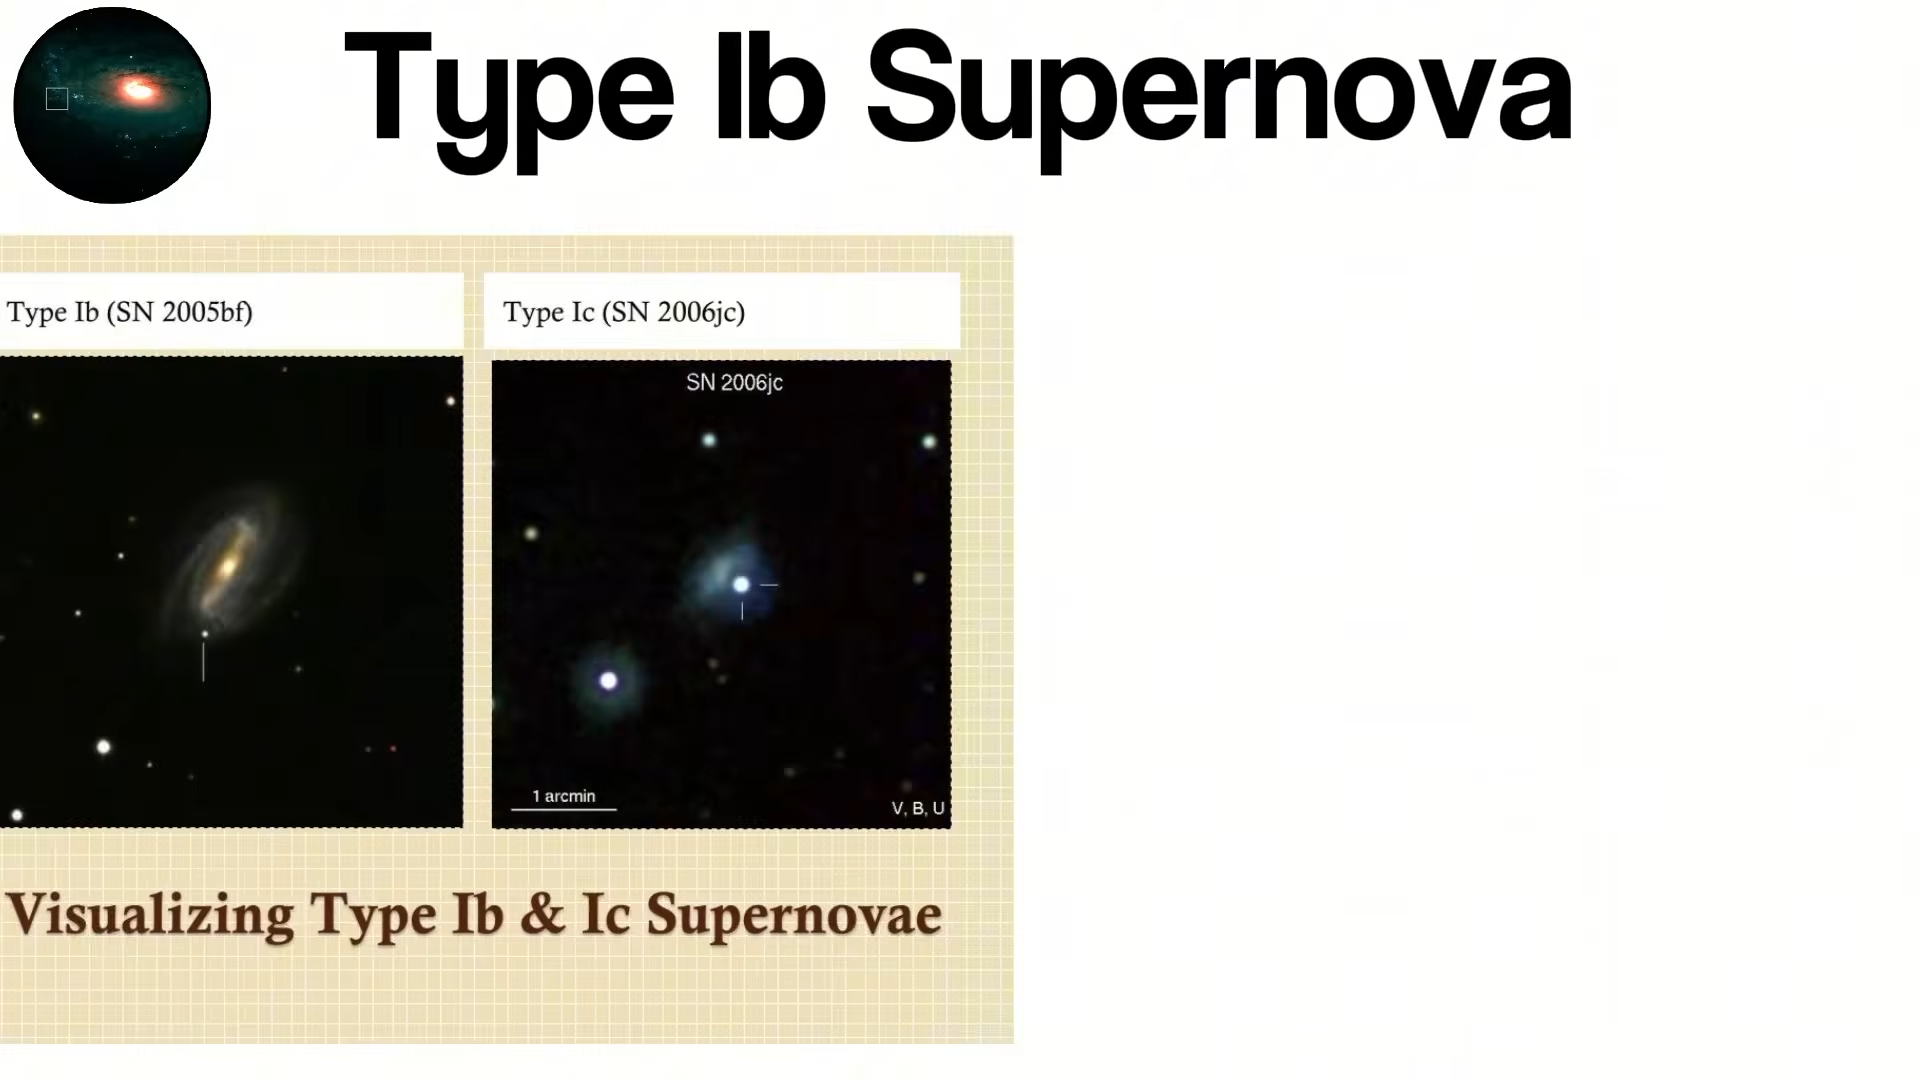 Type Ib Supernova
Type Ib (SN 2005bf)
Type Ic (SN 2006jc)
SN 2006jc
1 arcmin
V, B, U
Visualizing Type Ib & Ic Supernovae